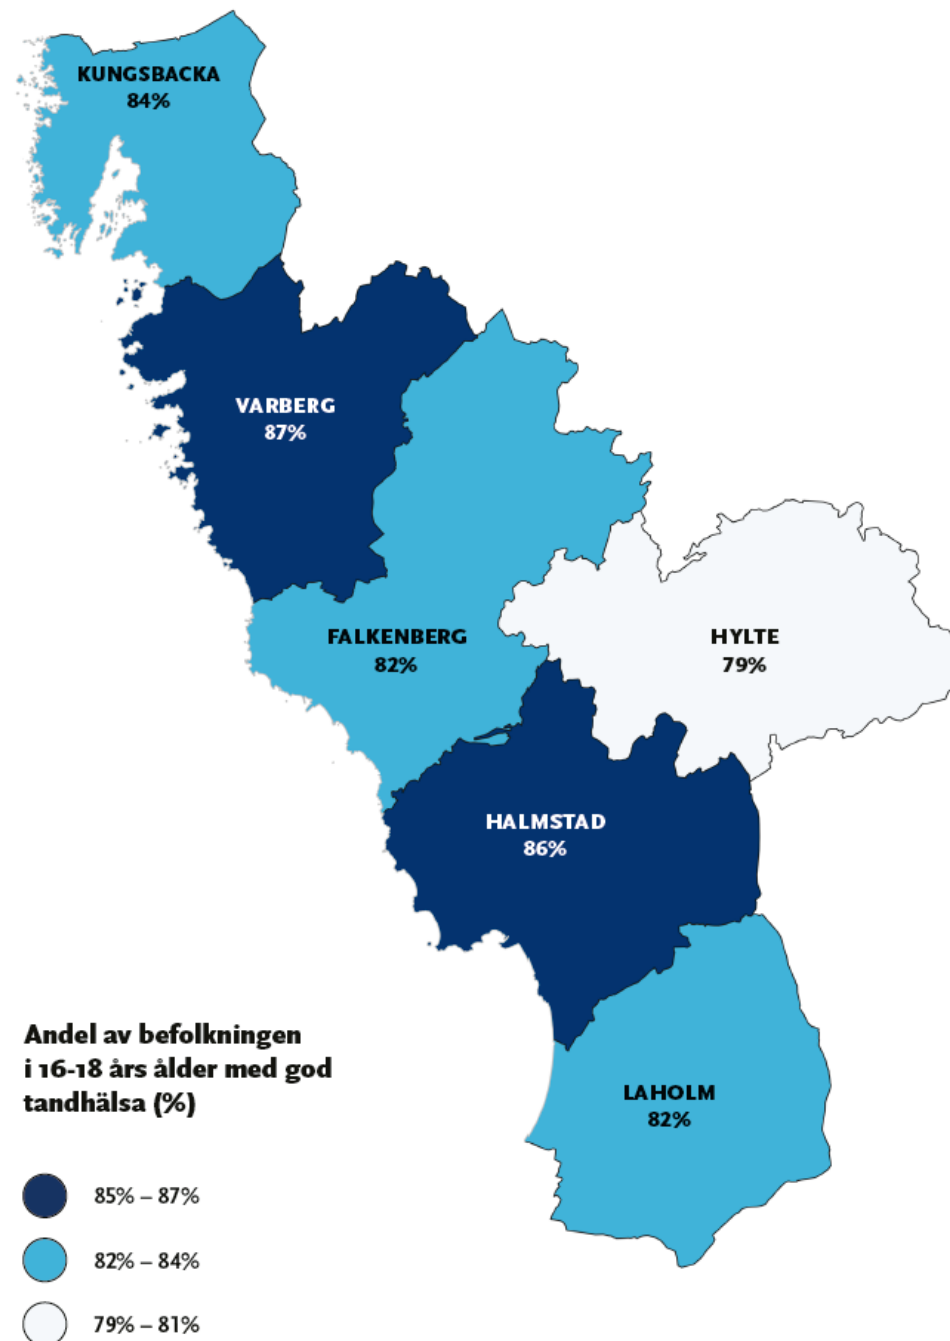 KUNGSBACKA
84%
VARBERG
87%
FALKENBERG
82%
HYLTE
79%
HALMSTAD
86%
LAHOLM
82%
Andel av befolkningen
i 16-18 års ålder med god
tandhälsa (%)
85% – 87%
82% – 84%
79% – 81%